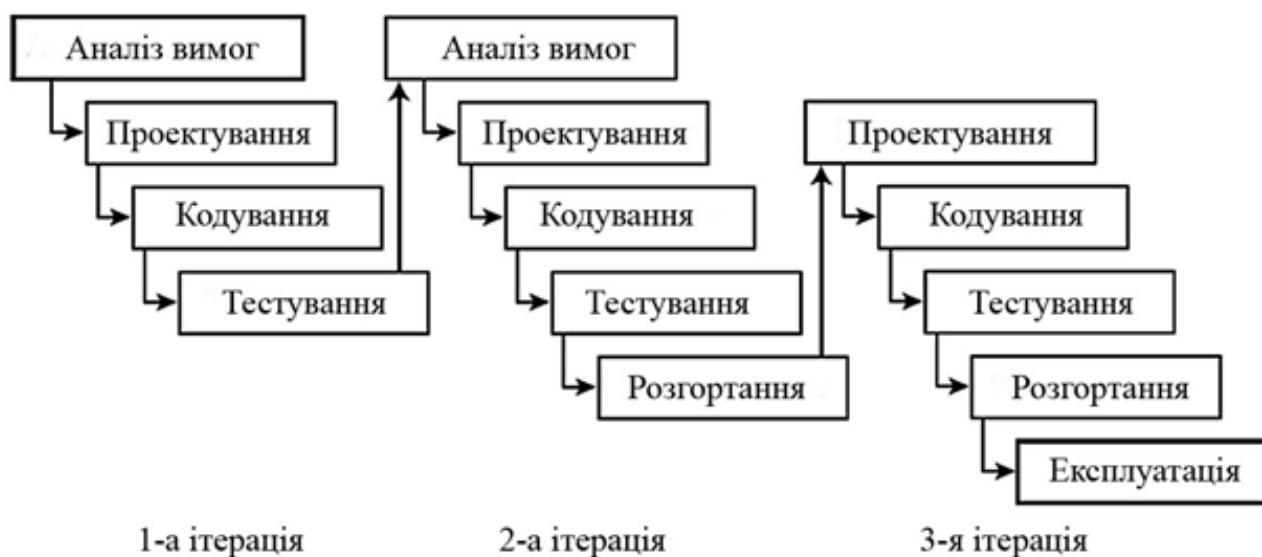 Аналіз вимог
Проектування
Кодування
Тестування
Аналіз вимог
Проектування
Кодування
Тестування
Розгортання
Проектування
Кодування
Тестування
Розгортання
Експлуатація
1-а ітерація
2-а ітерація
3-я ітерація